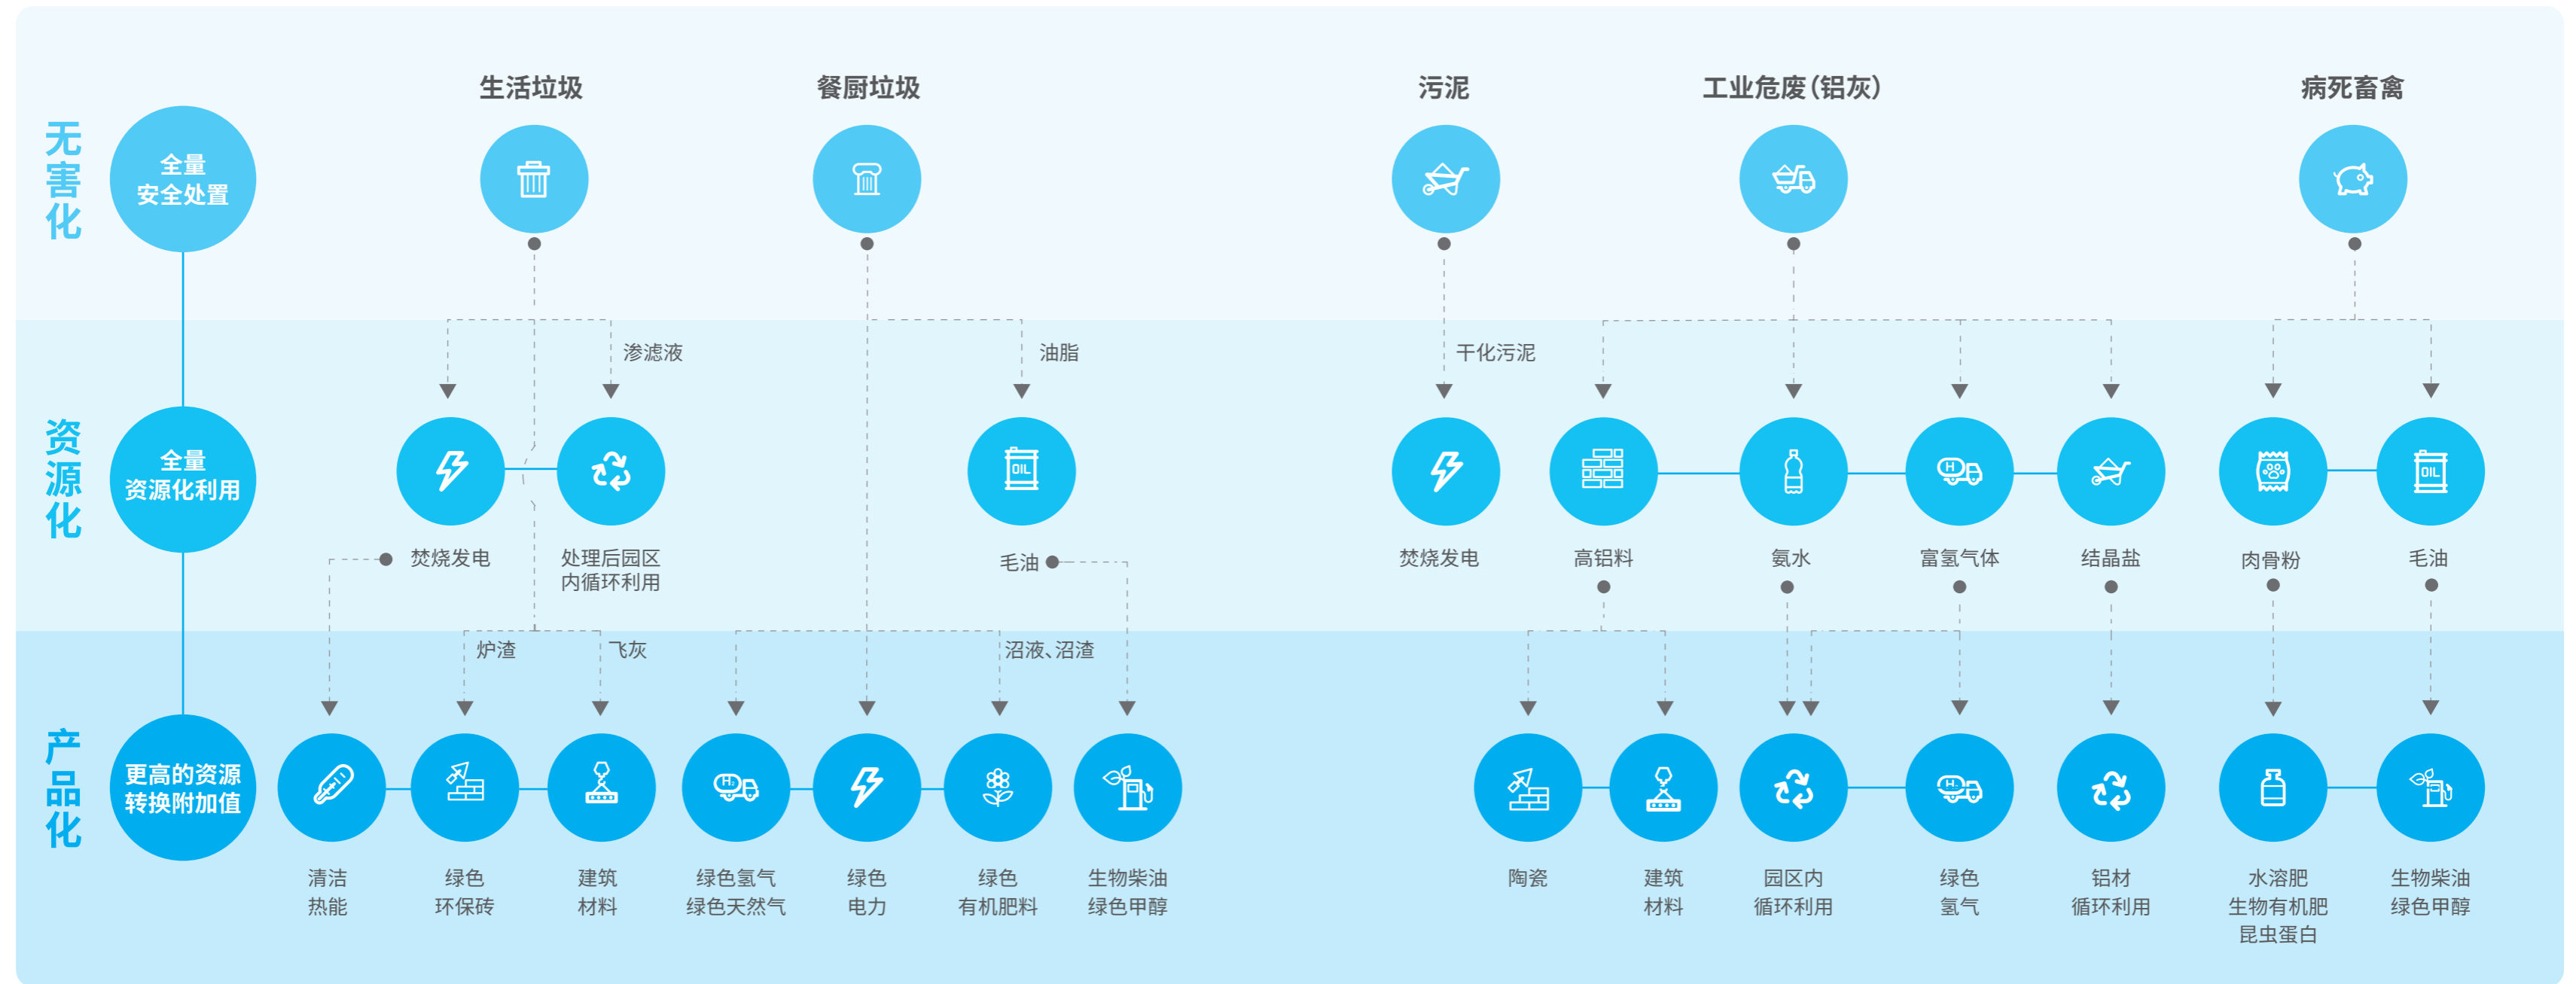 无害化
全量
安全处置
生活垃圾
餐厨垃圾
污泥
工业危废(铝灰)
病死畜禽
资源化
全量
资源化利用
渗滤液
油脂
干化污泥
OIL
H
OIL
焚烧发电
处理后园区
内循环利用
毛油
焚烧发电
高铝料
氨水
富氢气体
结晶盐
肉骨粉
毛油
产品化
更高的资源
转换附加值
炉渣
飞灰
沼液、沼渣
H
H
清洁
热能
绿色
环保砖
建筑
材料
绿色氢气
绿色天然气
绿色
电力
绿色
有机肥料
生物柴油
绿色甲醇
陶瓷
建筑
材料
园区内
循环利用
绿色
氢气
铝材
循环利用
水溶肥
生物有机肥
昆虫蛋白
生物柴油
绿色甲醇